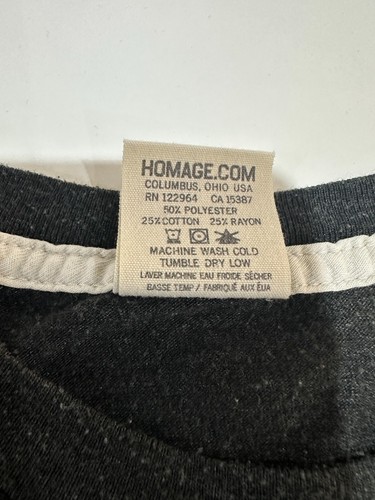 HOMAGE.COM
COLUMBUS, OHIO USA
RN 122964 CA 15387
50% POLYESTER
25% COTTON 25% RAYON
MACHINE WASH COLD
TUMBLE DRY LOW
LAVER MACHINE EAU FROIDE SÉCHER
BASSE TEMP / FABRIQUÉ AUX ÉUA